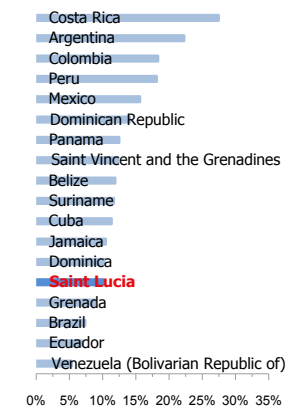 Costa Rica
Argentina
Colombia
Peru
Mexico
Dominican Republic
Panama
Saint Vincent and the Grenadines
Belize
Suriname
Cuba
Jamaica
Dominica
Saint Lucia
Grenada
Brazil
Ecuador
Venezuela (Bolivarian Republic of)
0% 5% 10% 15% 20% 25% 30% 35%